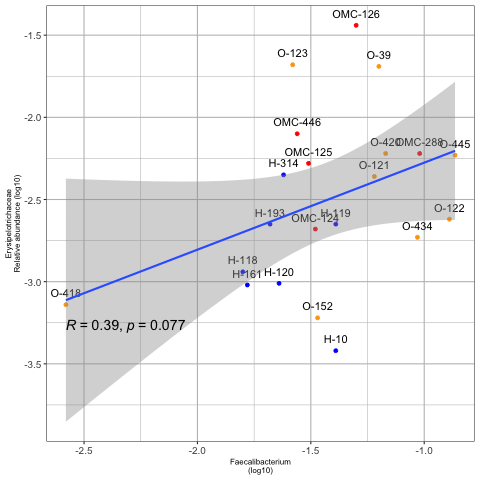 OMC-126
-1.5
O-123
O-39
-2.0
OMC-446
O-420
OMC-288
O-445
OMC-125
H-314
O-121
-2.5
H-193
OMC-124
H-119
O-122
O-434
H-118
H-161
H-120
-3.0
O-418
O-152
R = 0.39, p = 0.077
H-10
-3.5
-2.5
-2.0
-1.5
-1.0
Erysipelotrichaceae
Relative abundance (log10)
Faecalibacterium
(log10)